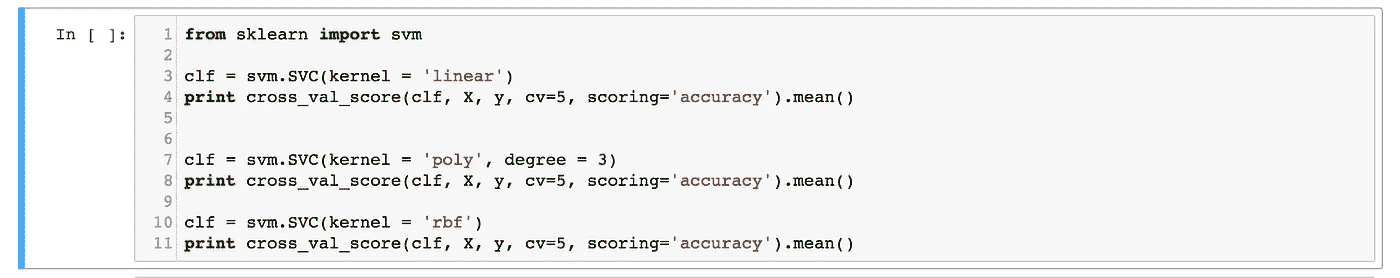 In [ ]:
1 from sklearn import svm
2
3 clf = svm.SVC(kernel = 'linear')
4 print cross_val_score(clf, X, y, cv=5, scoring='accuracy').mean()
5
6
7 clf = svm.SVC(kernel = 'poly', degree = 3)
8 print cross_val_score(clf, X, y, cv=5, scoring='accuracy').mean()
9
10 clf = svm.SVC(kernel = 'rbf')
11 print cross_val_score(clf, X, y, cv=5, scoring='accuracy').mean()